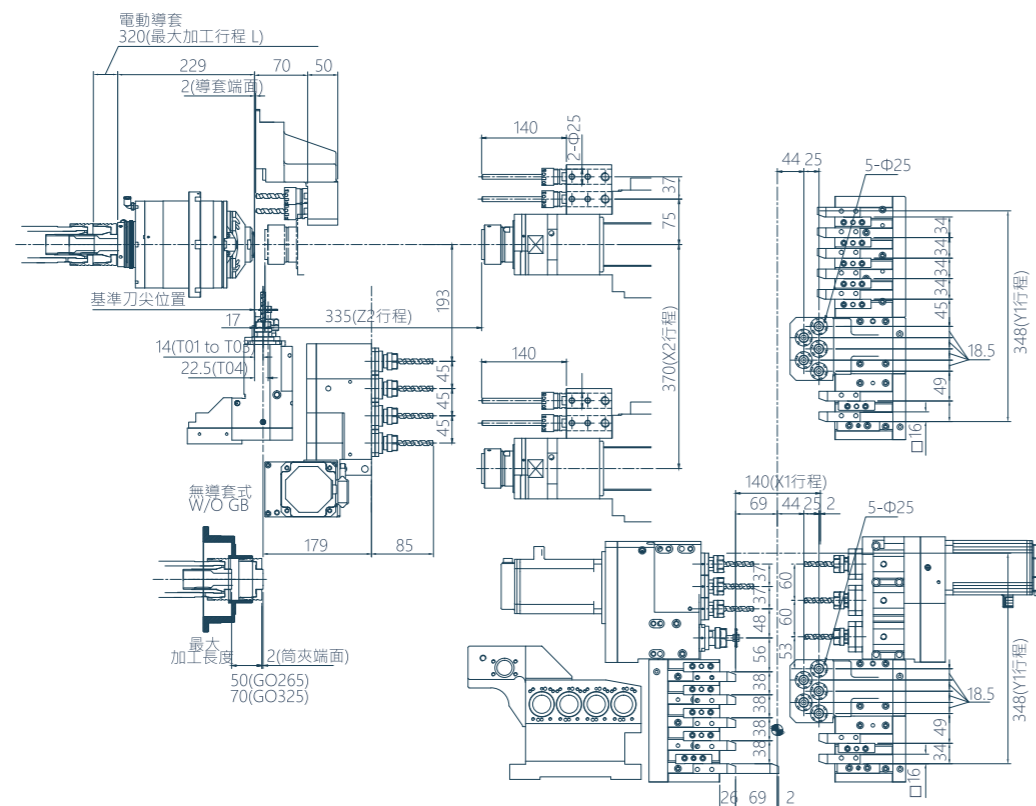 電動導套
320(最大加工行程 L)
229
70
50
2(導套端面)
140
2-Φ25
37
75
44
25
5-Φ25
34
34
34
34
45
348(Y1行程)
基準刀尖位置
17
335(Z2行程)
193
370(X2行程)
14(T01 to T05)
22.5(T04)
140
45
45
45
18.5
49
□16
無導套式
W/O GB
179
85
140(X1行程)
69
44
25
2
5-Φ25
37
37
48
56
38
38
38
38
60
60
53
18.5
49
34
348(Y1行程)
□16
最大
加工長度
2(筒夾端面)
50(GO265)
70(GO325)
26
69
2